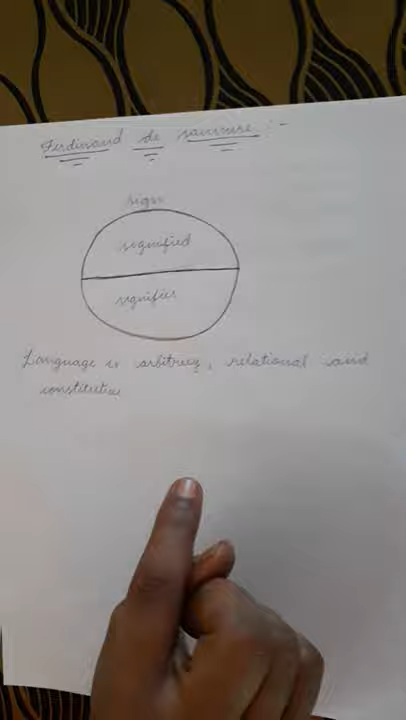 Ferdinand de saussure :-
sign
signified
signifier
Language is arbitrary, relational and
constitutive